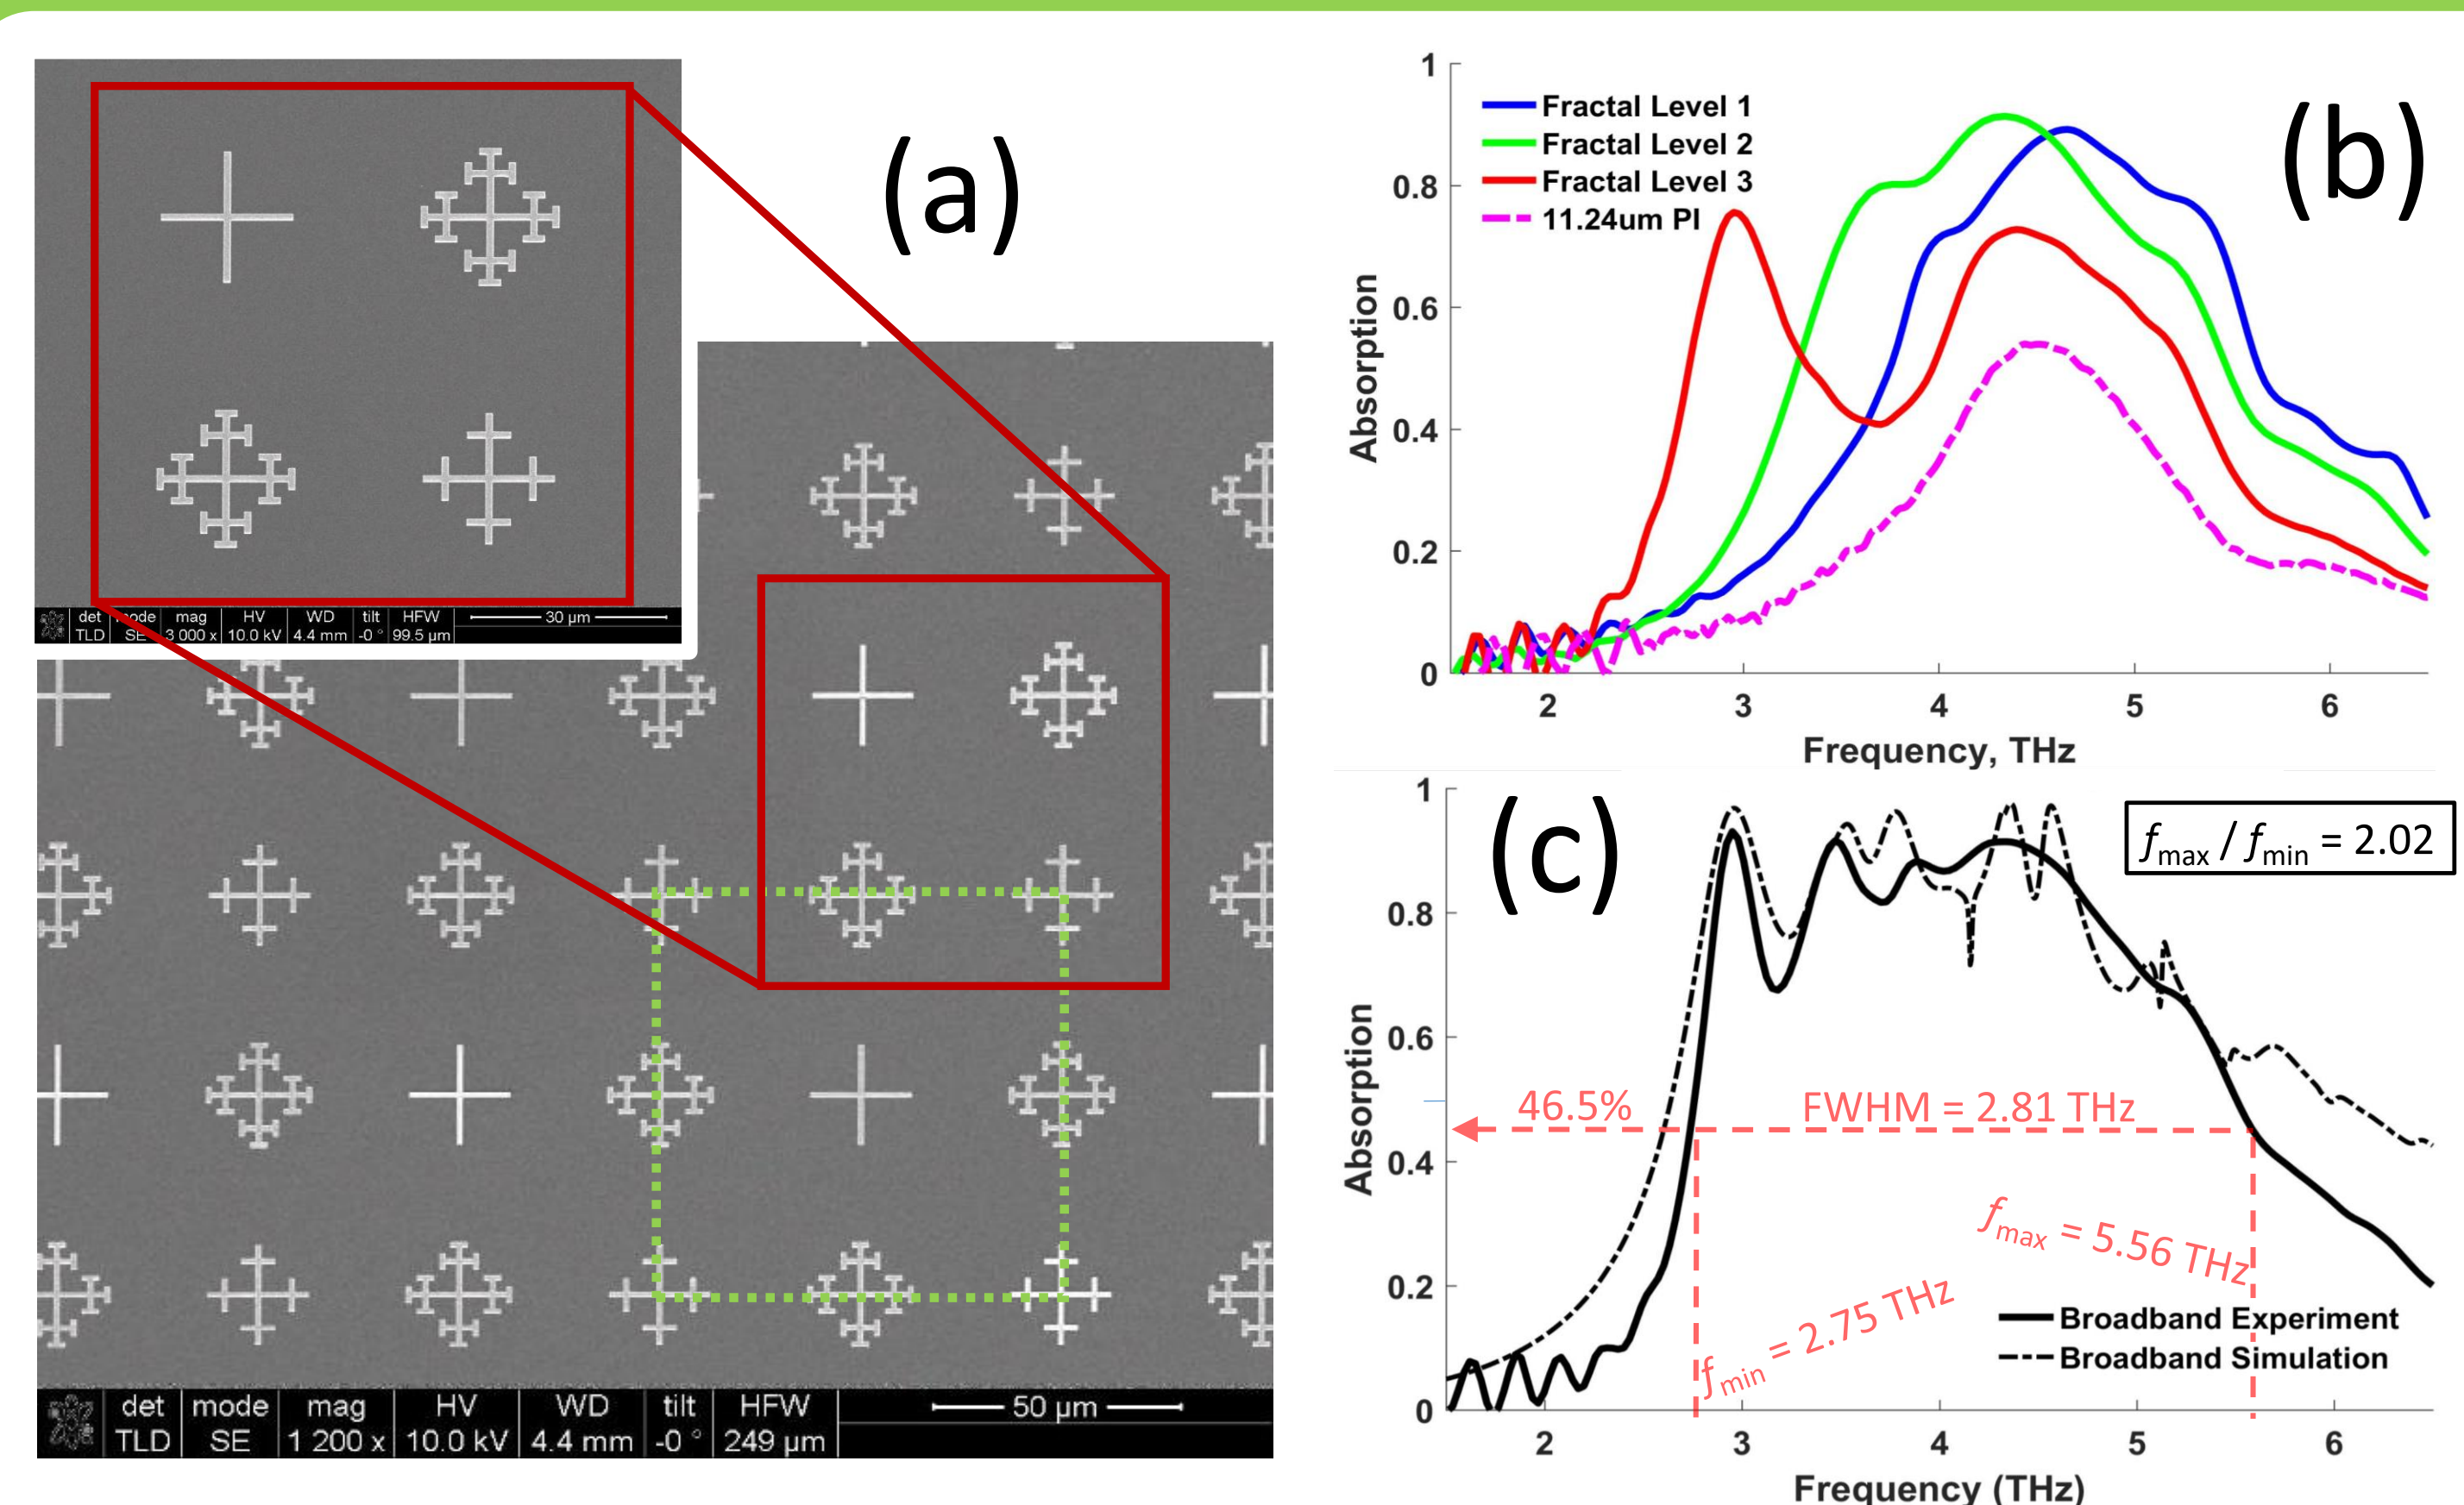 (a)
det mode mag HV WD tilt HFW 30 µm
TLD SE 3 000 x 10.0 kV 4.4 mm -0 ° 99.5 µm
det mode mag HV WD tilt HFW 50 µm
TLD SE 1 200 x 10.0 kV 4.4 mm -0 ° 249 µm
(b)
Fractal Level 1
Fractal Level 2
Fractal Level 3
11.24um PI
Absorption
1
0.8
0.6
0.4
0.2
0
2 3 4 5 6
Frequency, THz
(c)
fmax / fmin = 2.02
Absorption
1
0.8
0.6
0.4
0.2
0
46.5%
FWHM = 2.81 THz
fmax = 5.56 THz
fmin = 2.75 THz
Broadband Experiment
Broadband Simulation
2 3 4 5 6
Frequency (THz)